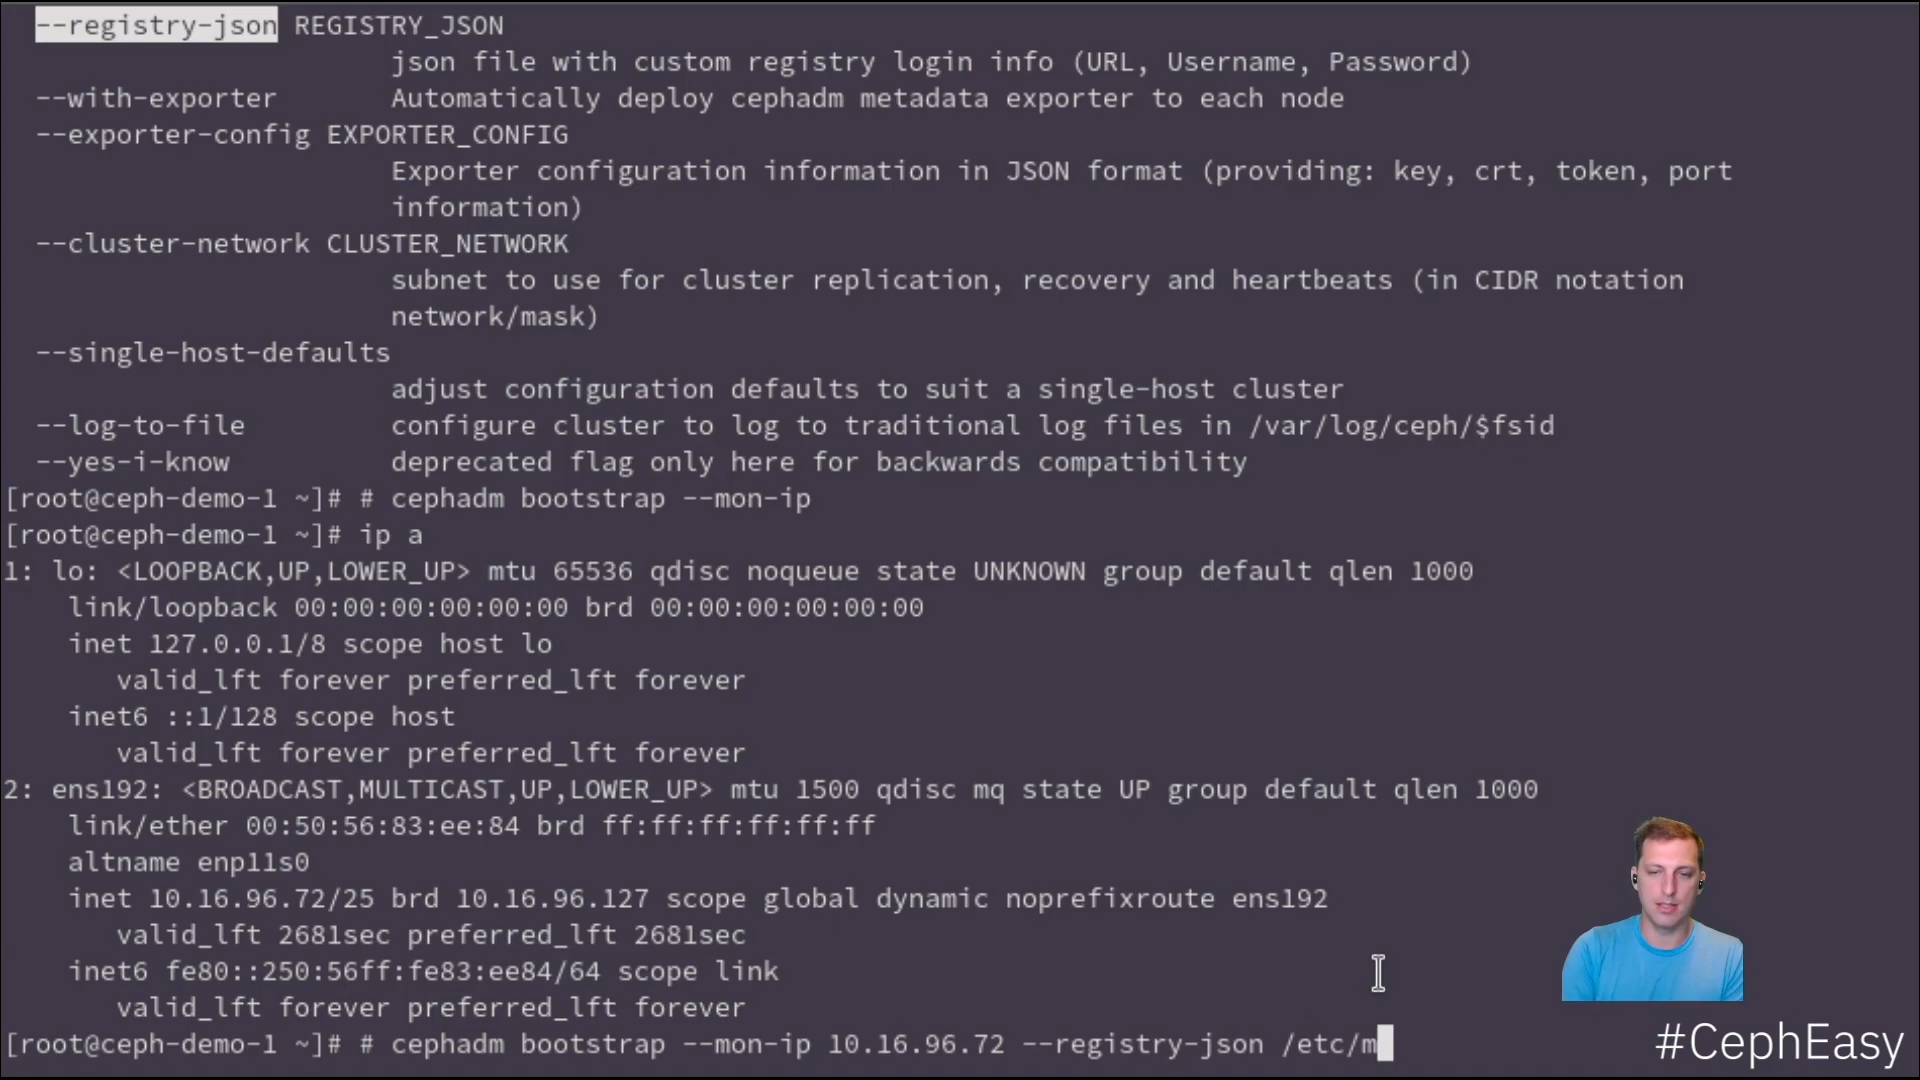 --registry-json REGISTRY_JSON
json file with custom registry login info (URL, Username, Password)
--with-exporter Automatically deploy cephadm metadata exporter to each node
--exporter-config EXPORTER_CONFIG
Exporter configuration information in JSON format (providing: key, crt, token, port
information)
--cluster-network CLUSTER_NETWORK
subnet to use for cluster replication, recovery and heartbeats (in CIDR notation
network/mask)
--single-host-defaults
adjust configuration defaults to suit a single-host cluster
--log-to-file configure cluster to log to traditional log files in /var/log/ceph/$fsid
--yes-i-know deprecated flag only here for backwards compatibility
[root@ceph-demo-1 ~]# # cephadm bootstrap --mon-ip
[root@ceph-demo-1 ~]# ip a
1: lo: <LOOPBACK,UP,LOWER_UP> mtu 65536 qdisc noqueue state UNKNOWN group default qlen 1000
link/loopback 00:00:00:00:00:00 brd 00:00:00:00:00:00
inet 127.0.0.1/8 scope host lo
valid_lft forever preferred_lft forever
inet6 ::1/128 scope host
valid_lft forever preferred_lft forever
2: ens192: <BROADCAST,MULTICAST,UP,LOWER_UP> mtu 1500 qdisc mq state UP group default qlen 1000
link/ether 00:50:56:83:ee:84 brd ff:ff:ff:ff:ff:ff
altname enp11s0
inet 10.16.96.72/25 brd 10.16.96.127 scope global dynamic noprefixroute ens192
valid_lft 2681sec preferred_lft 2681sec
inet6 fe80::250:56ff:fe83:ee84/64 scope link
valid_lft forever preferred_lft forever
[root@ceph-demo-1 ~]# # cephadm bootstrap --mon-ip 10.16.96.72 --registry-json /etc/m
#CephEasy